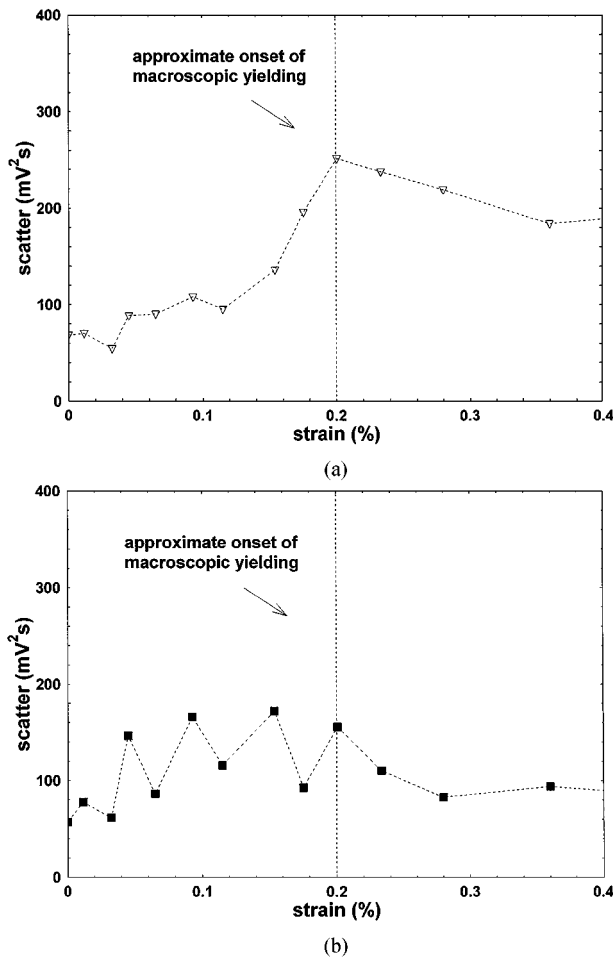 400
approximate onset of
macroscopic yielding
300
scatter (mV²s)
200
100
0
0 0.1 0.2 0.3 0.4
strain (%)
(a)
400
approximate onset of
macroscopic yielding
300
scatter (mV²s)
200
100
0
0 0.1 0.2 0.3 0.4
strain (%)
(b)